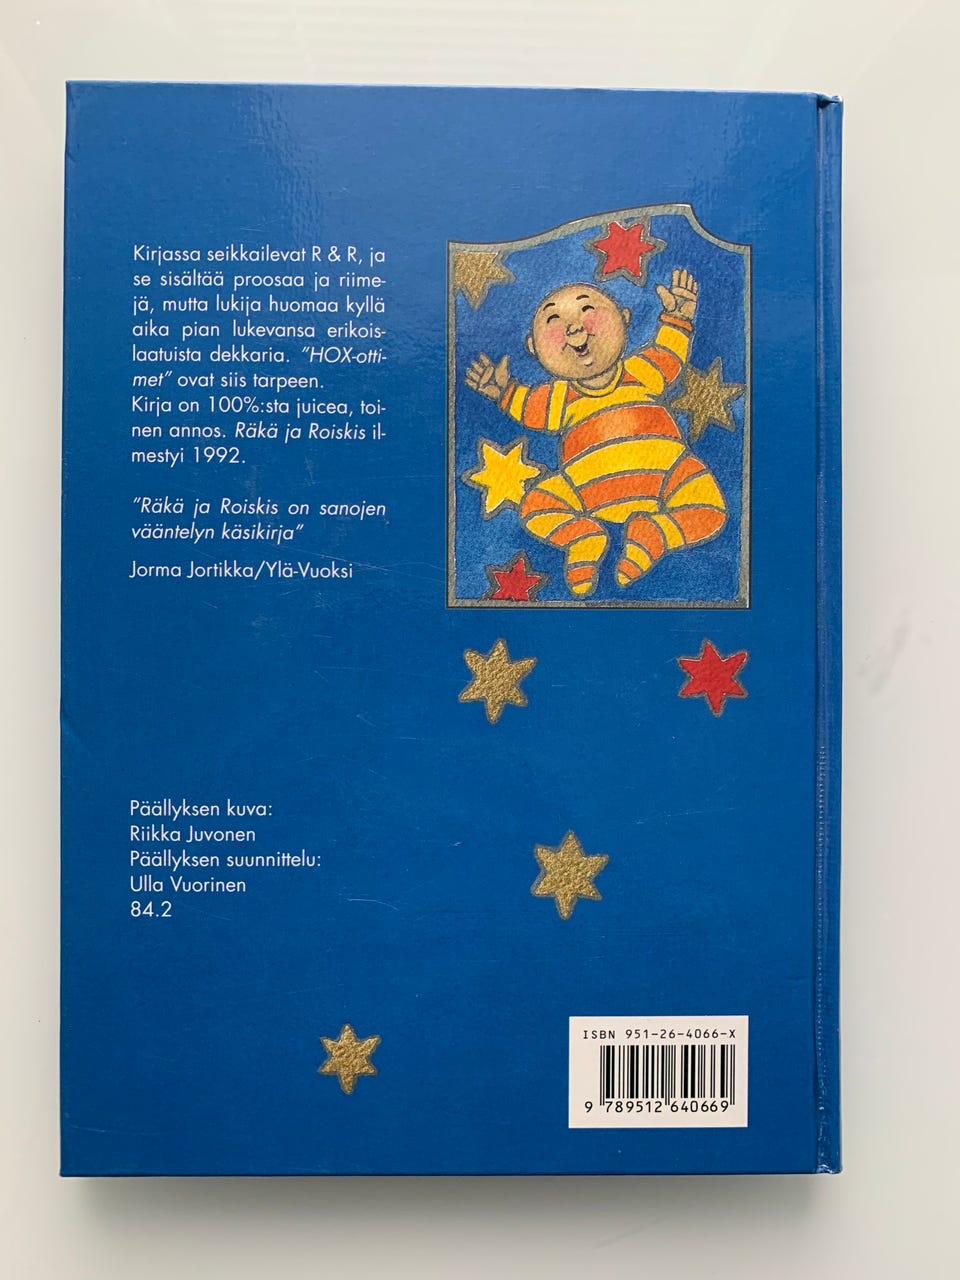 Kirjassa seikkailevat R & R, ja
se sisältää proosaa ja riime-
jä, mutta lukija huomaa kyllä
aika pian lukevansa erikois-
laatuista dekkaria. "HOX-otti-
met" ovat siis tarpeen.
Kirja on 100%:sta juicea, toi-
nen annos. Räkä ja Roiskis il-
mestyi 1992.
"Räkä ja Roiskis on sanojen
vääntelyn käsikirja"
Jorma Jortikka/Ylä-Vuoksi
Päällyksen kuva:
Riikka Juvonen
Päällyksen suunnittelu:
Ulla Vuorinen
84.2
ISBN 951-26-4066-X
9 789512 640669